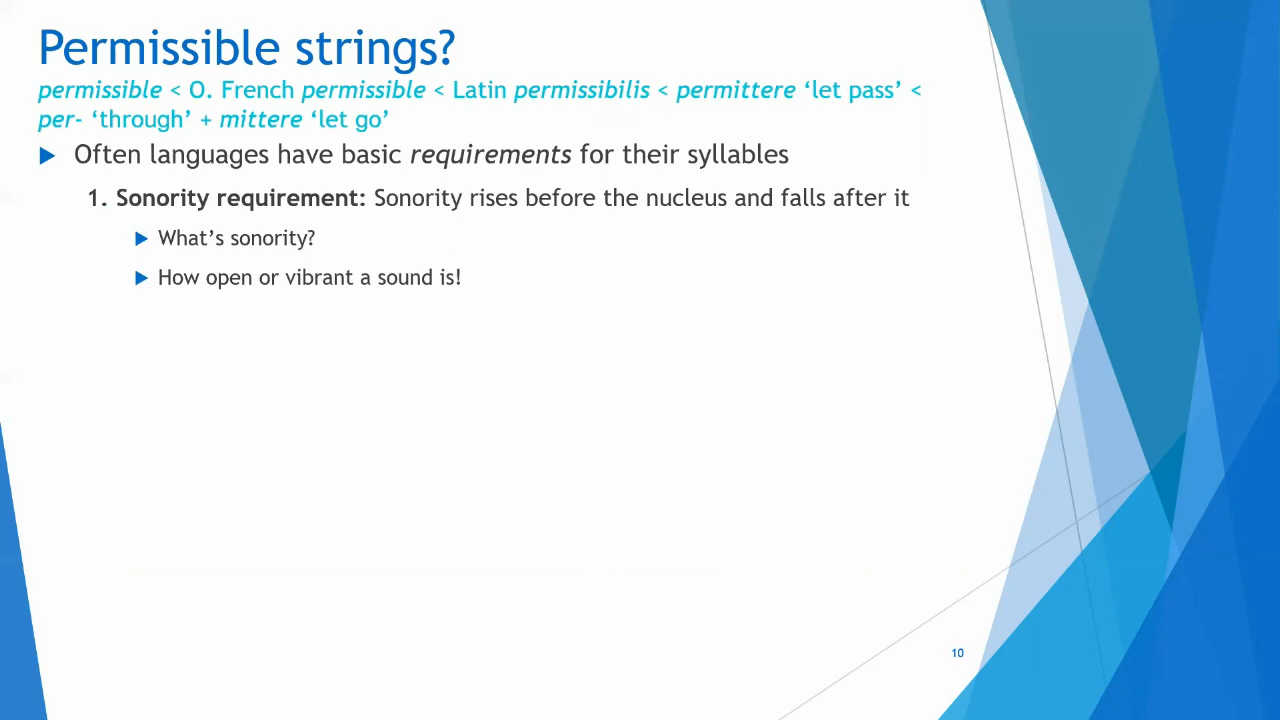 Permissible strings?
permissible < O. French permissible < Latin permissibilis < permittere ‘let pass’ <
per- ‘through’ + mittere ‘let go’
Often languages have basic requirements for their syllables
1. Sonority requirement: Sonority rises before the nucleus and falls after it
What’s sonority?
How open or vibrant a sound is!
10